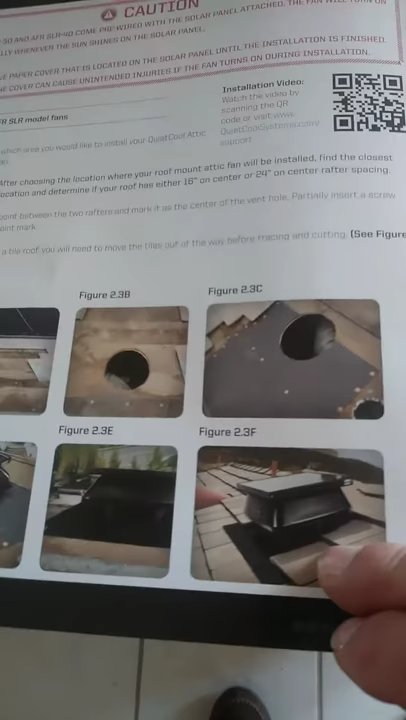 CAUTION
SO AND AFR SLR-40 COME PRE-WIRED WITH THE SOLAR PANEL ATTACHED. THE FAN WILL TURN ON
LLY WHENEVER THE SUN SHINES ON THE SOLAR PANEL.
VE PAPER COVER THAT IS LOCATED ON THE SOLAR PANEL UNTIL THE INSTALLATION IS FINISHED.
HE COVER CAN CAUSE UNINTENDED INJURIES IF THE FAN TURNS ON DURING INSTALLATION.
Installation Video:
Watch the video by
scanning the QR
code or visit www.
QuietCoolSystems.com/
support
FR SLR model fans
which area you would like to install your QuietCool Attic
After choosing the location where your roof mount attic fan will be installed, find the closest
ocation and determine if your roof has either 16" on center or 24" on center rafter spacing.
point between the two rafters and mark it as the center of the vent hole. Partially insert a screw
oint mark.
a tile roof you will need to move the tiles out of the way before tracing and cutting. (See Figure
Figure 2.3B
Figure 2.3C
Figure 2.3E
Figure 2.3F